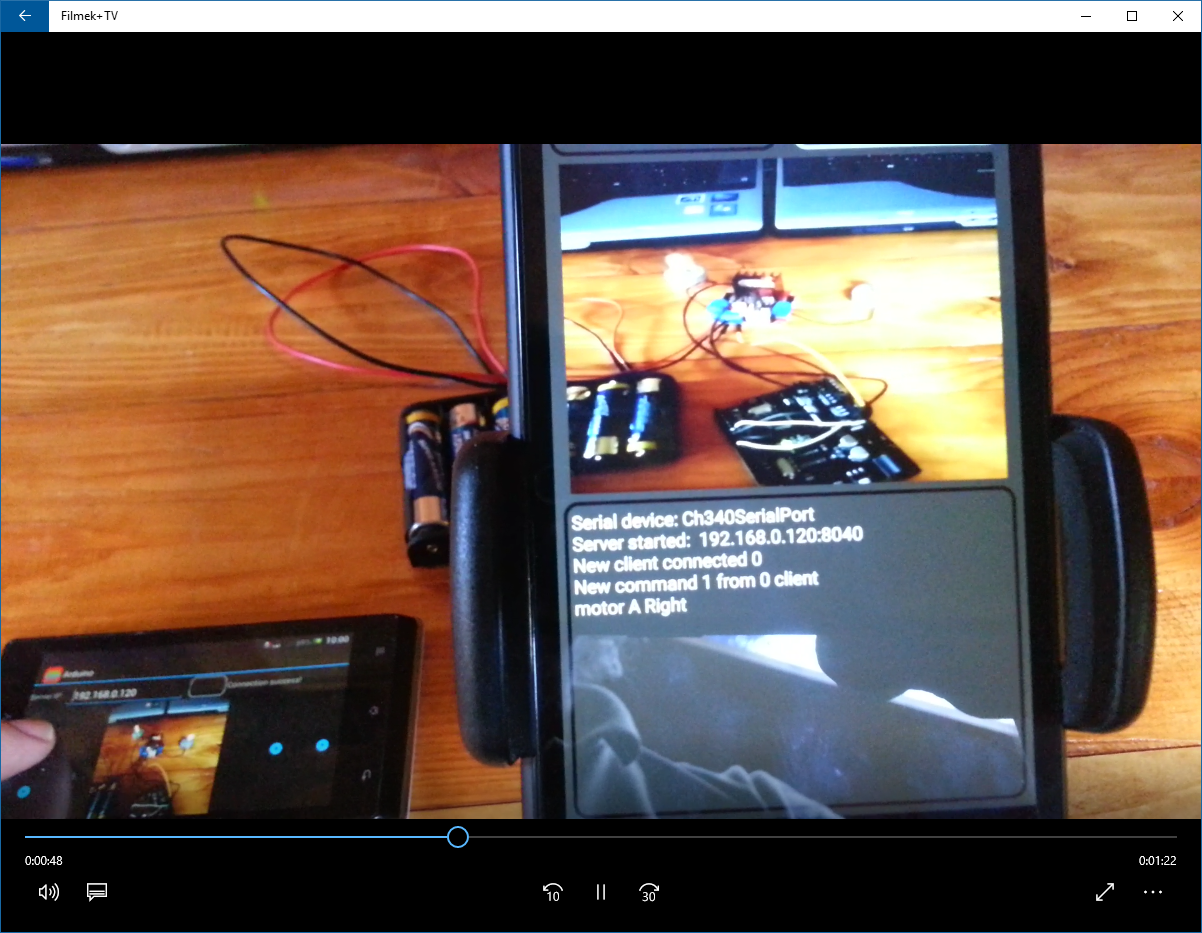 Filmek+TV
Serial device: Ch340SerialPort
Server started: 192.168.0.120:8040
New client connected 0
New command 1 from 0 client
motor A Right
10:00
Arduino
Server IP: 192.168.0.120 Connection success!
0:00:48
0:01:22
10
30